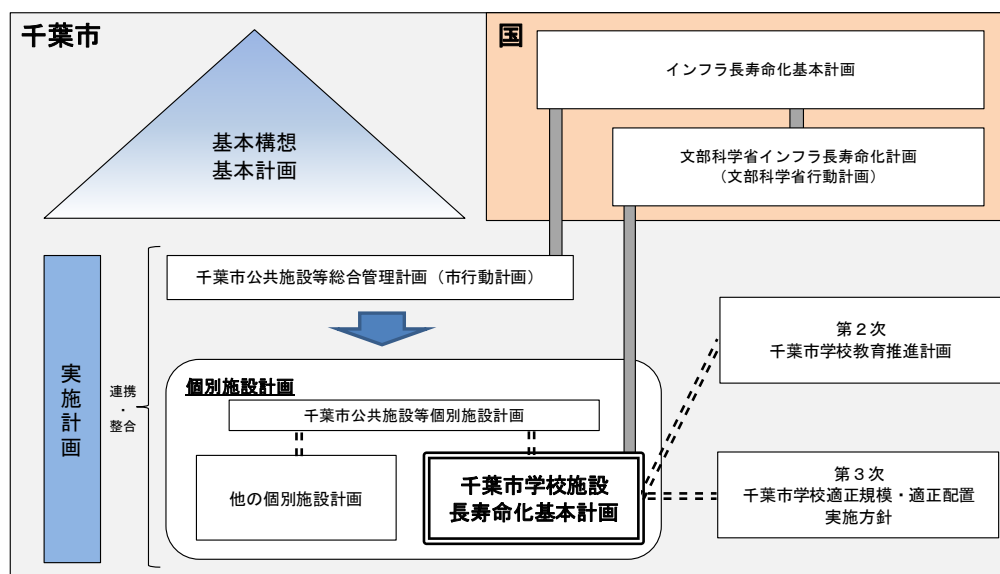 千葉市
基本構想
基本計画
国
インフラ長寿命化基本計画
文部科学省インフラ長寿命化計画
（文部科学省行動計画）
実施計画
連携
・
整合
千葉市公共施設等総合管理計画（市行動計画）
個別施設計画
千葉市公共施設等個別施設計画
他の個別施設計画
千葉市学校施設
長寿命化基本計画
第２次
千葉市学校教育推進計画
第３次
千葉市学校適正規模・適正配置
実施方針